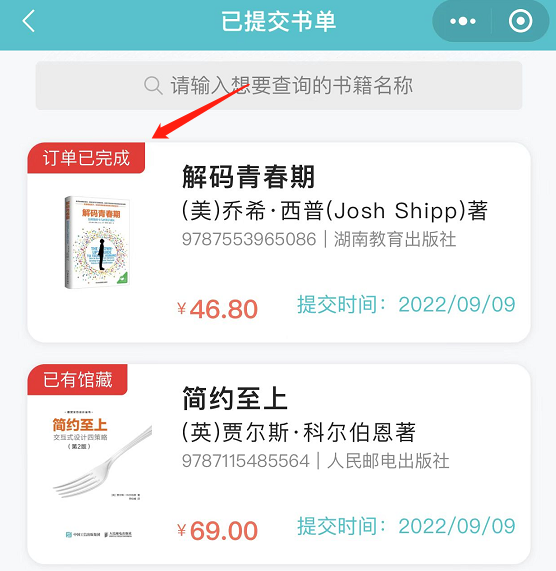 已提交书单
请输入想要查询的书籍名称
订单已完成
解码青春期
解码青春期
(美)乔希·西普(Josh Shipp)著
9787553965086 | 湖南教育出版社
¥46.80
提交时间：2022/09/09
已有馆藏
简约至上
简约至上
交互式设计四策略
(第2版)
(英)贾尔斯·科尔伯恩著
9787115485564 | 人民邮电出版社
¥69.00
提交时间：2022/09/09